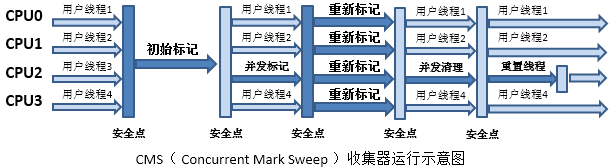 CPU0 用户线程1 用户线程1 重新标记 用户线程1 用户线程1
CPU1 用户线程2 用户线程2 重新标记 用户线程2 用户线程2
初始标记
CPU2 用户线程3 并发标记 重新标记 并发清理 重置线程
CPU3 用户线程4 用户线程4 重新标记 用户线程4 用户线程4
安全点 安全点 安全点 安全点 安全点
CMS（ Concurrent Mark Sweep ）收集器运行示意图